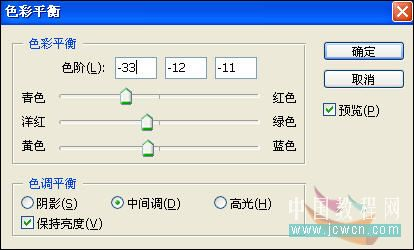 色彩平衡
色彩平衡
色阶(L): -33 -12 -11
青色 红色
洋红 绿色
黄色 蓝色
确定
取消
预览(P)
色调平衡
阴影(S) 中间调(D) 高光(H)
保持亮度(V)
中国教程网
www.jcwcn.com